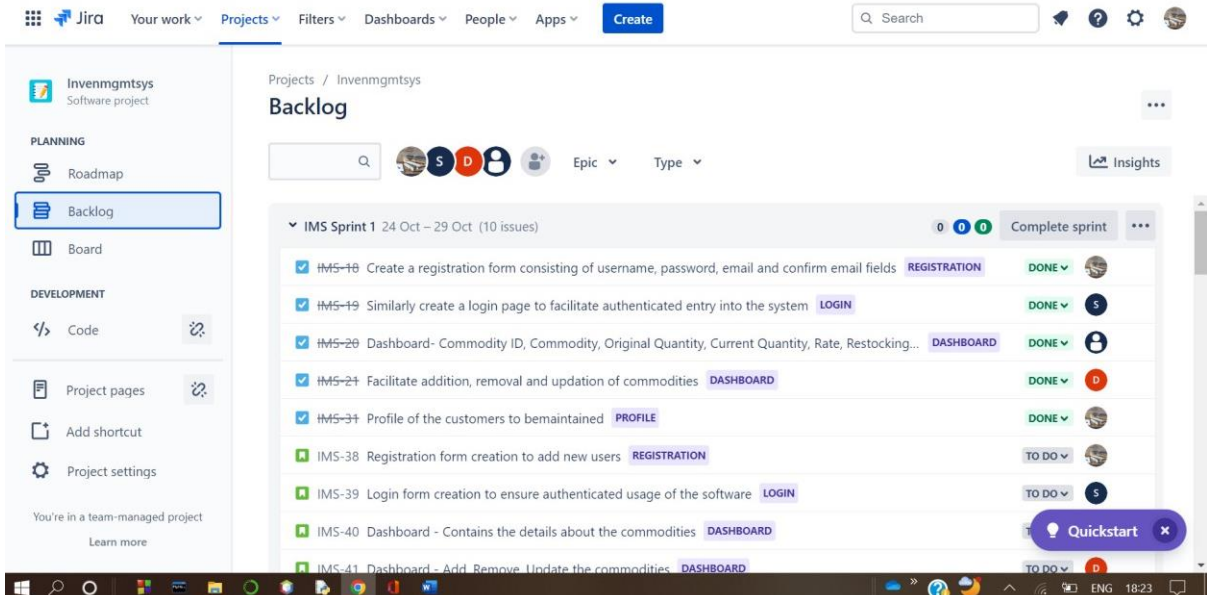 Jira Your work Projects Filters Dashboards People Apps Create Search
Invenmgmtsys
Software project
PLANNING
Roadmap
Backlog
Board
DEVELOPMENT
Code
Project pages
Add shortcut
Project settings
You're in a team-managed project
Learn more
Projects / Invenmgmtsys
Backlog
S D Epic Type Insights
IMS Sprint 1 24 Oct – 29 Oct (10 issues) 0 0 0 Complete sprint
IMS-18 Create a registration form consisting of username, password, email and confirm email fields REGISTRATION DONE
IMS-19 Similarly create a login page to facilitate authenticated entry into the system LOGIN DONE S
IMS-20 Dashboard- Commodity ID, Commodity, Original Quantity, Current Quantity, Rate, Restocking... DASHBOARD DONE
IMS-21 Facilitate addition, removal and updation of commodities DASHBOARD DONE D
IMS-31 Profile of the customers to bemaintained PROFILE DONE
IMS-38 Registration form creation to add new users REGISTRATION TO DO
IMS-39 Login form creation to ensure authenticated usage of the software LOGIN TO DO S
IMS-40 Dashboard - Contains the details about the commodities DASHBOARD
Quickstart
IMS-41 Dashboard - Add, Remove, Update the commodities DASHBOARD TO DO D
ENG 18:23